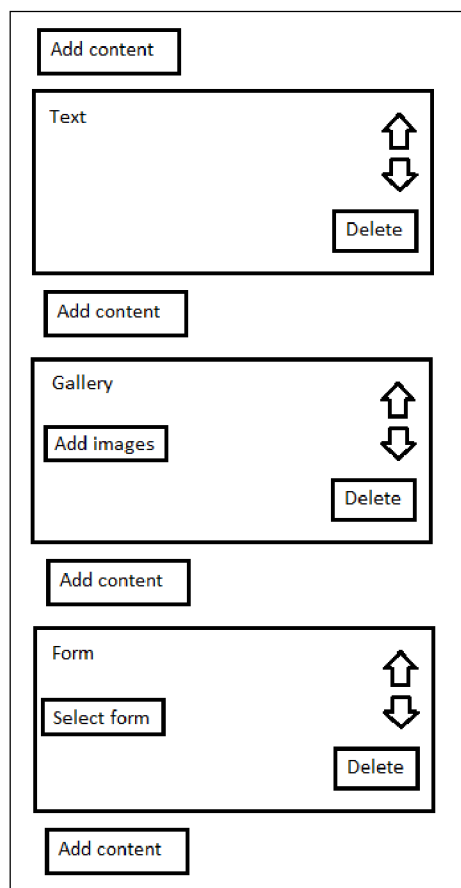 Add content
Text
Delete
Add content
Gallery
Add images
Delete
Add content
Form
Select form
Delete
Add content